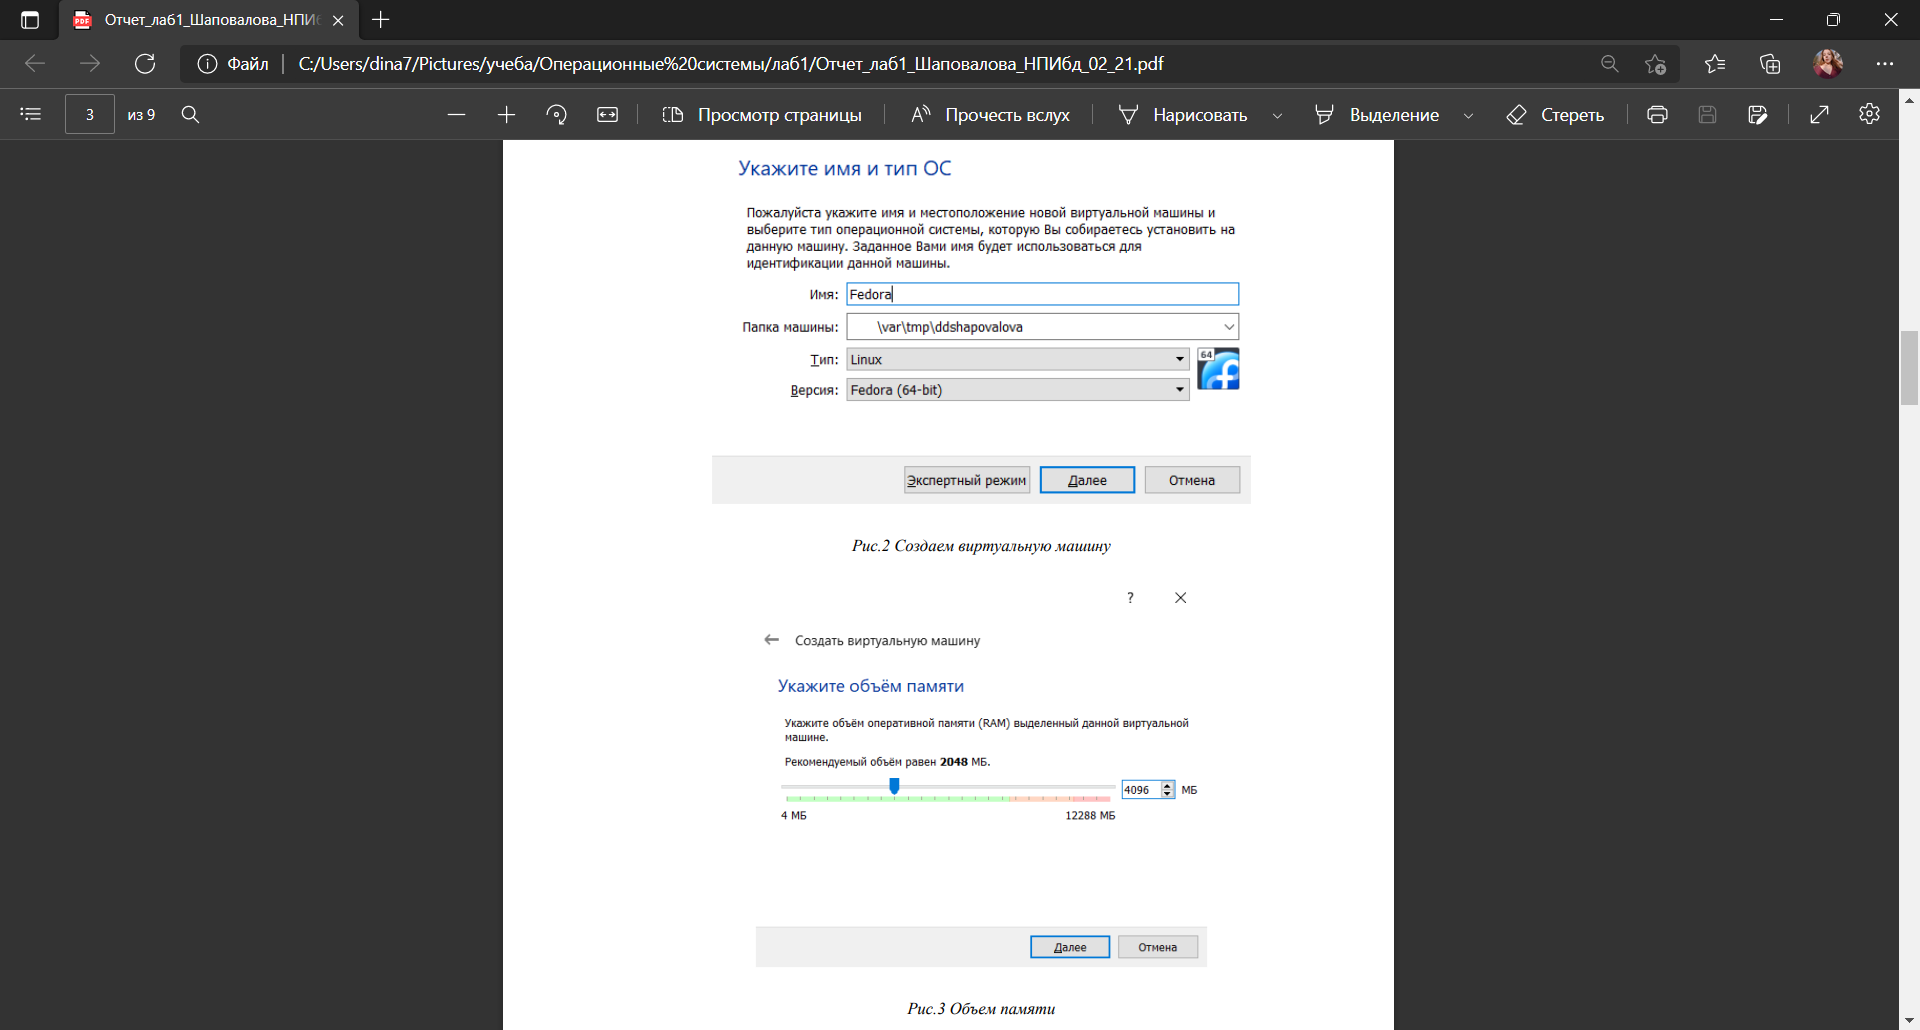 Отчет_лаб1_Шаповалова_НПИ
Файл
C:/Users/dina7/Pictures/учеба/Операционные%20системы/лаб1/Отчет_лаб1_Шаповалова_НПИбд_02_21.pdf
3 из 9
Просмотр страницы
Прочесть вслух
Нарисовать
Выделение
Стереть
Укажите имя и тип ОС
Пожалуйста укажите имя и местоположение новой виртуальной машины и
выберите тип операционной системы, которую Вы собираетесь установить на
данную машину. Заданное Вами имя будет использоваться для
идентификации данной машины.
Имя: Fedora
Папка машины: \var\tmp\ddshapovalova
Тип: Linux
64
Версия: Fedora (64-bit)
Экспертный режим Далее Отмена
Рис.2 Создаем виртуальную машину
?
Создать виртуальную машину
Укажите объём памяти
Укажите объём оперативной памяти (RAM) выделенный данной виртуальной
машине.
Рекомендуемый объём равен 2048 МБ.
4096 МБ
4 МБ 12288 МБ
Далее Отмена
Рис.3 Объем памяти